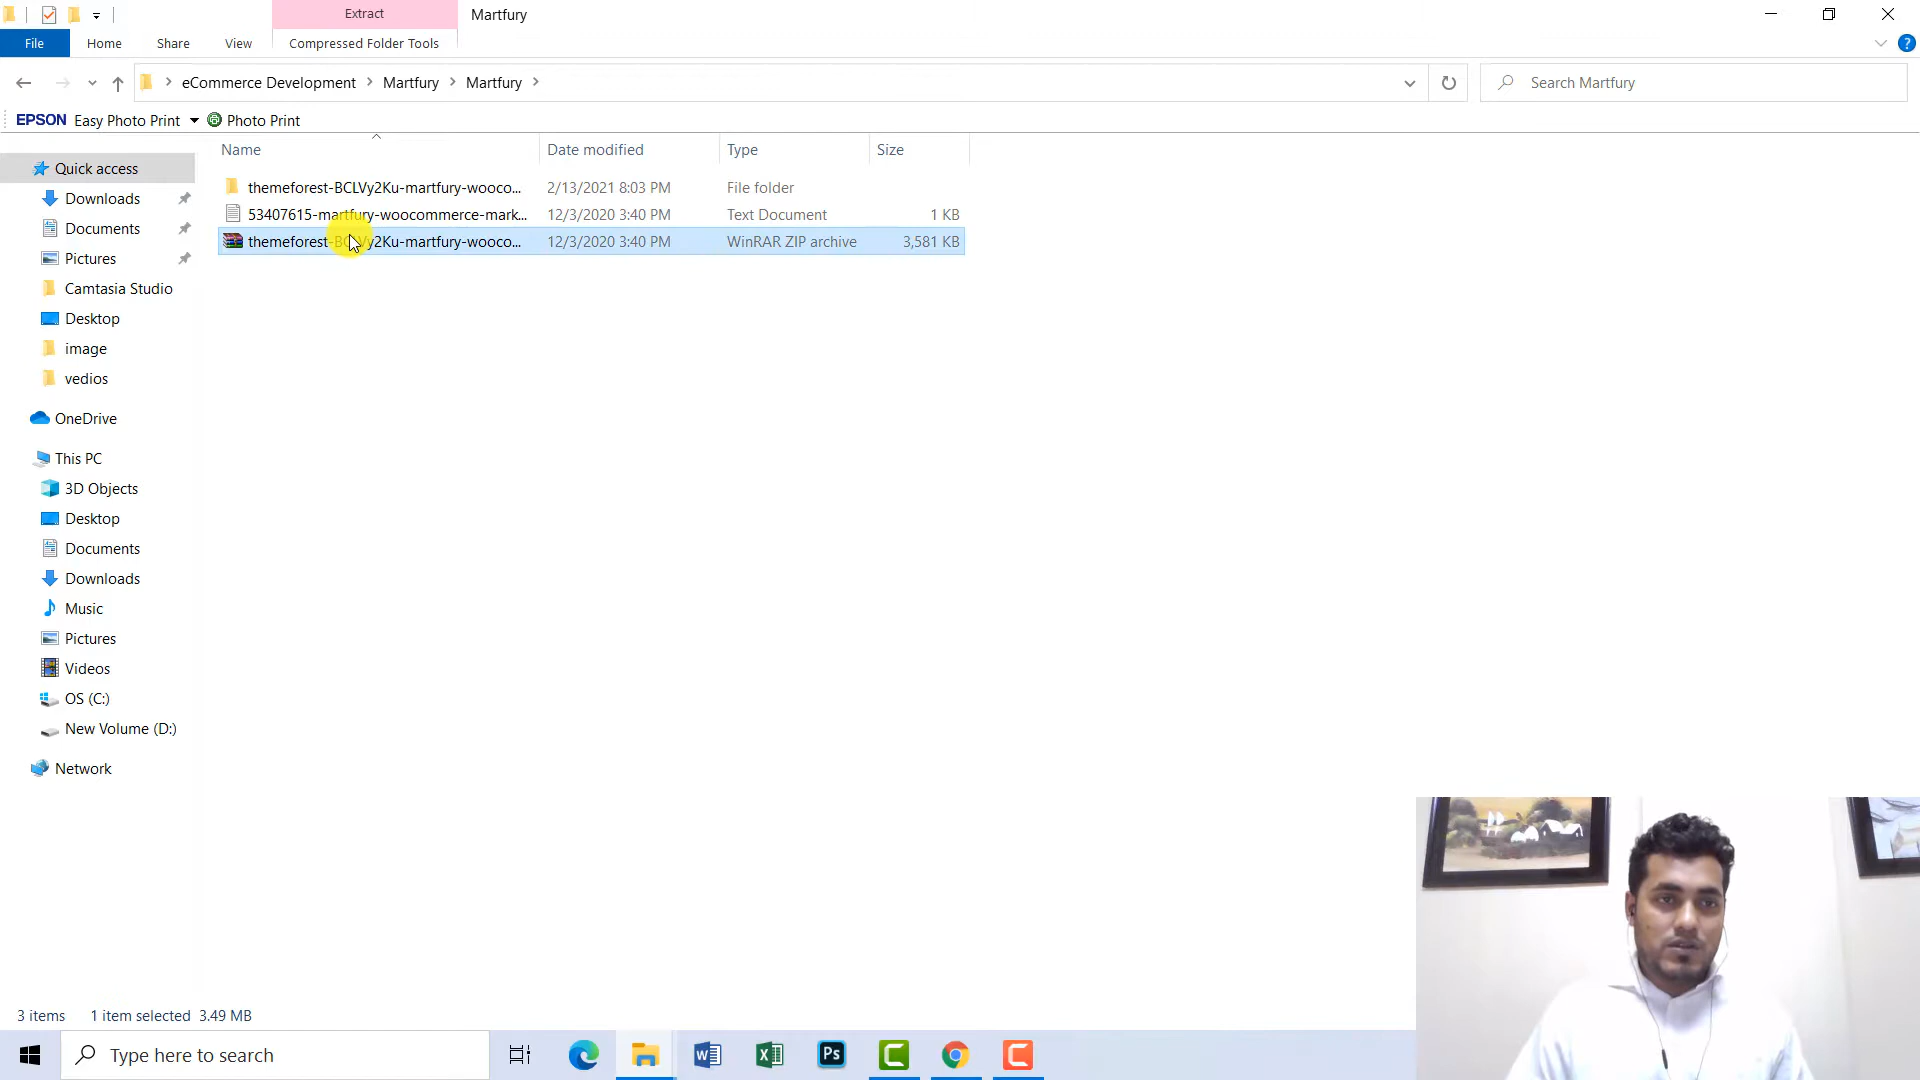 Extract
Martfury
File
Home
Share
View
Compressed Folder Tools
eCommerce Development
Martfury
Martfury
Search Martfury
EPSON Easy Photo Print
Photo Print
Name
Date modified
Type
Size
themeforest-BCLVy2Ku-martfury-wooco... 2/13/2021 8:03 PM File folder
53407615-martfury-woocommerce-mark... 12/3/2020 3:40 PM Text Document 1 KB
themeforest-BCLVy2Ku-martfury-wooco... 12/3/2020 3:40 PM WinRAR ZIP archive 3,581 KB
Quick access
Downloads
Documents
Pictures
Camtasia Studio
Desktop
image
vedios
OneDrive
This PC
3D Objects
Desktop
Documents
Downloads
Music
Pictures
Videos
OS (C:)
New Volume (D:)
Network
3 items
1 item selected 3.49 MB
Type here to search